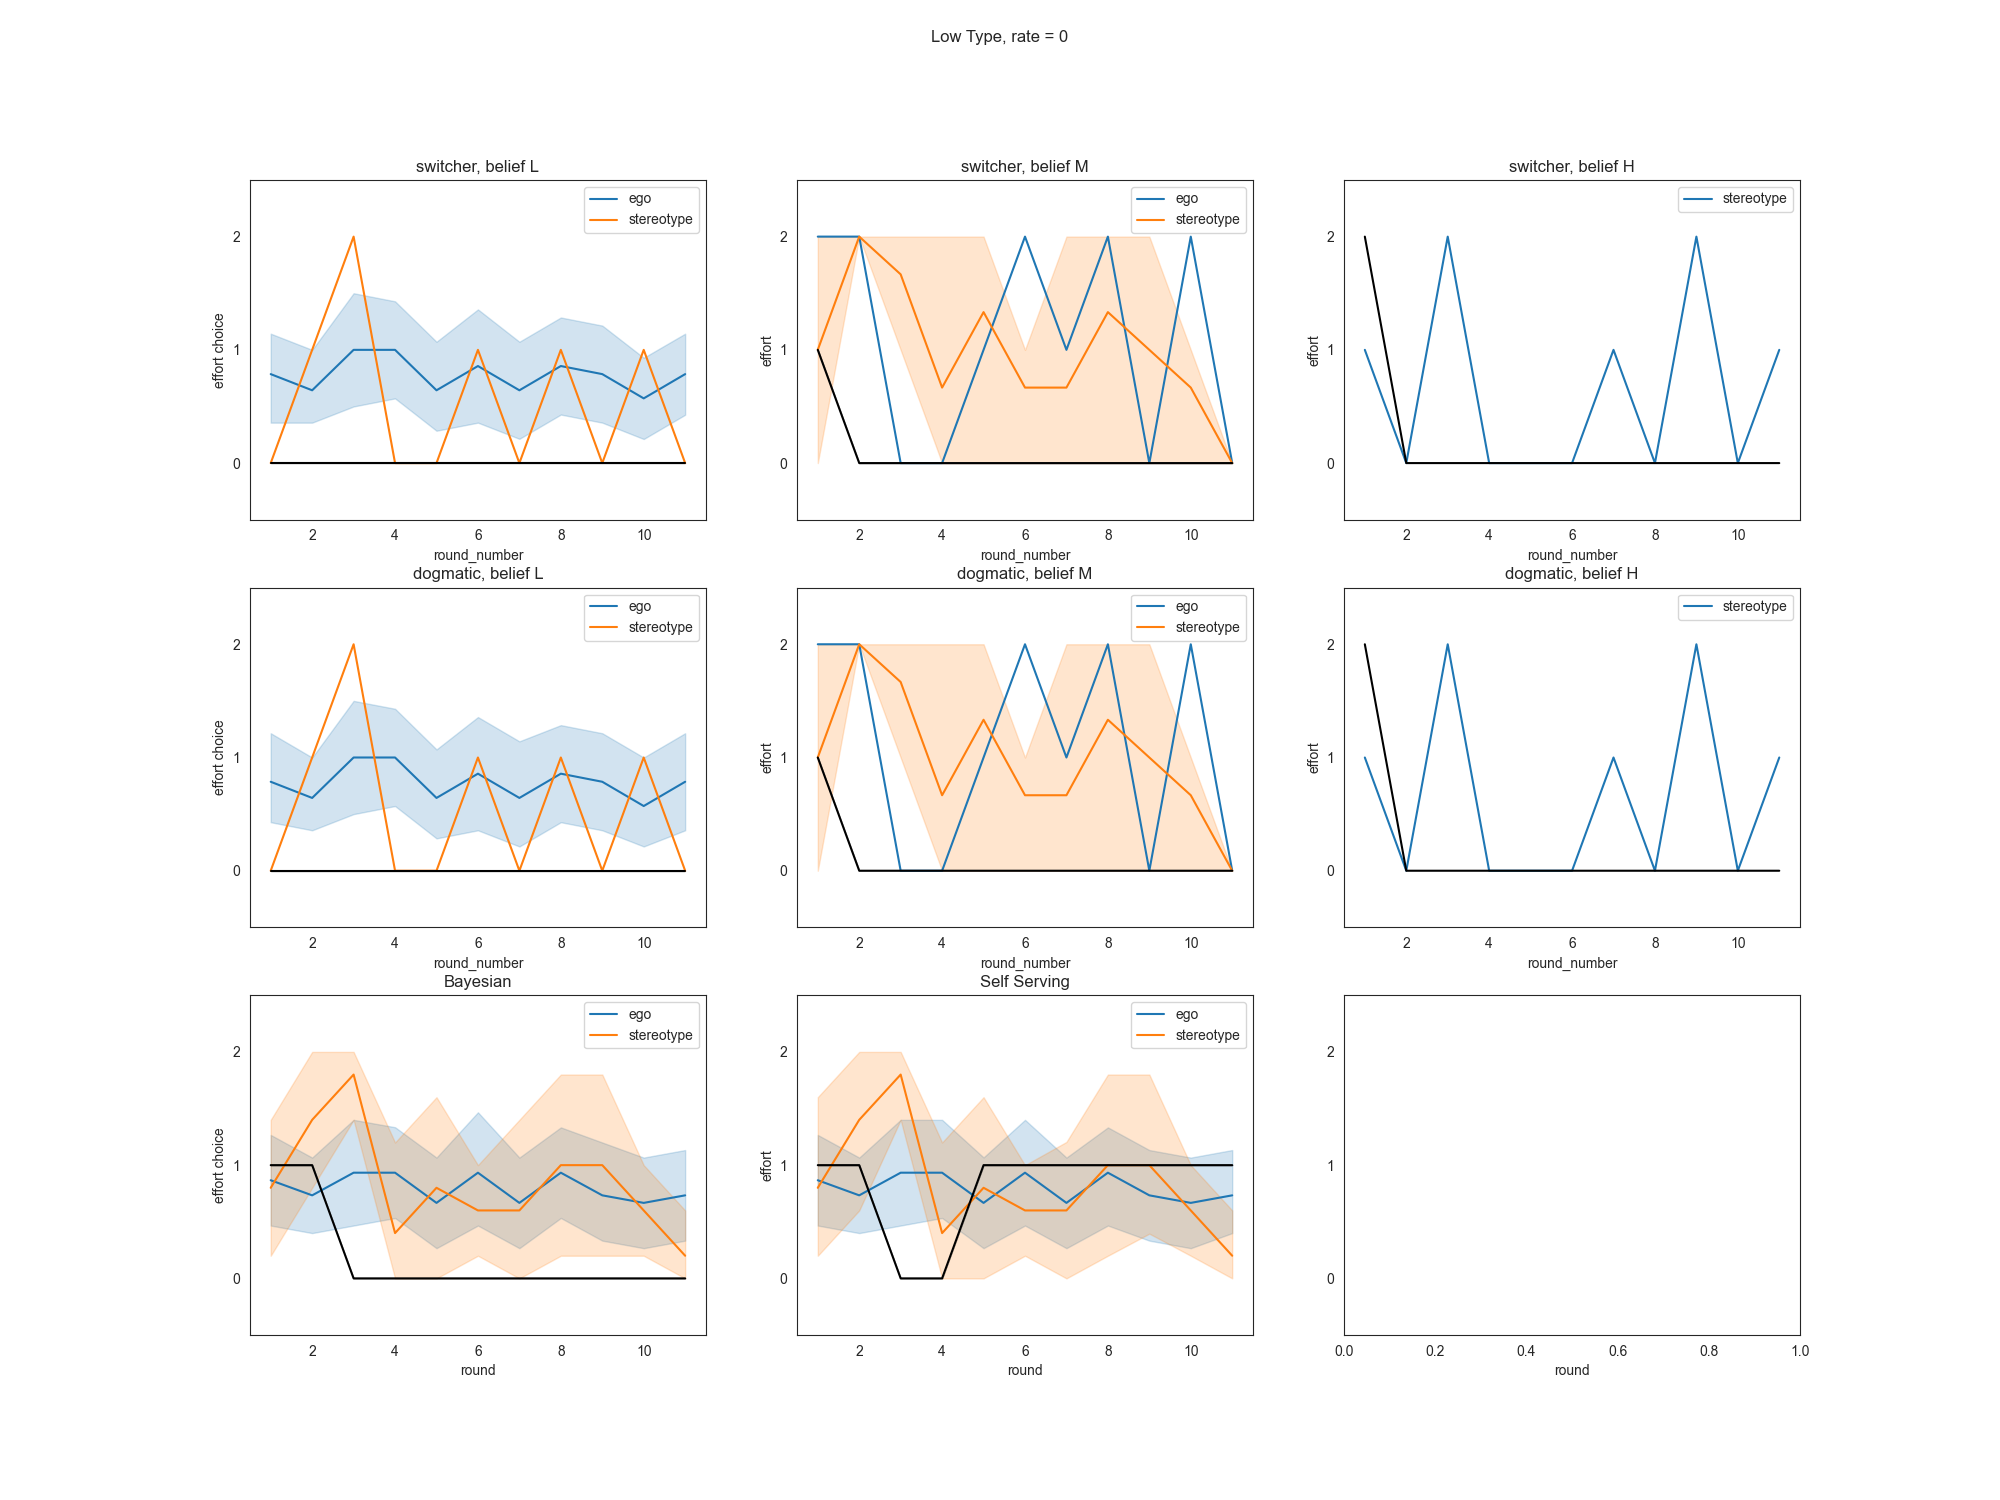 Low Type, rate = 0
switcher, belief L
ego
stereotype
2
1
0
effort choice
2 4 6 8 10
round_number
switcher, belief M
ego
stereotype
2
1
0
effort
2 4 6 8 10
round_number
switcher, belief H
stereotype
2
1
0
effort
2 4 6 8 10
round_number
dogmatic, belief L
ego
stereotype
2
1
0
effort choice
2 4 6 8 10
round_number
dogmatic, belief M
ego
stereotype
2
1
0
effort
2 4 6 8 10
round_number
dogmatic, belief H
stereotype
2
1
0
effort
2 4 6 8 10
round_number
Bayesian
ego
stereotype
2
1
0
effort choice
2 4 6 8 10
round
Self Serving
ego
stereotype
2
1
0
effort
2 4 6 8 10
round
2
1
0
0.0 0.2 0.4 0.6 0.8 1.0
round